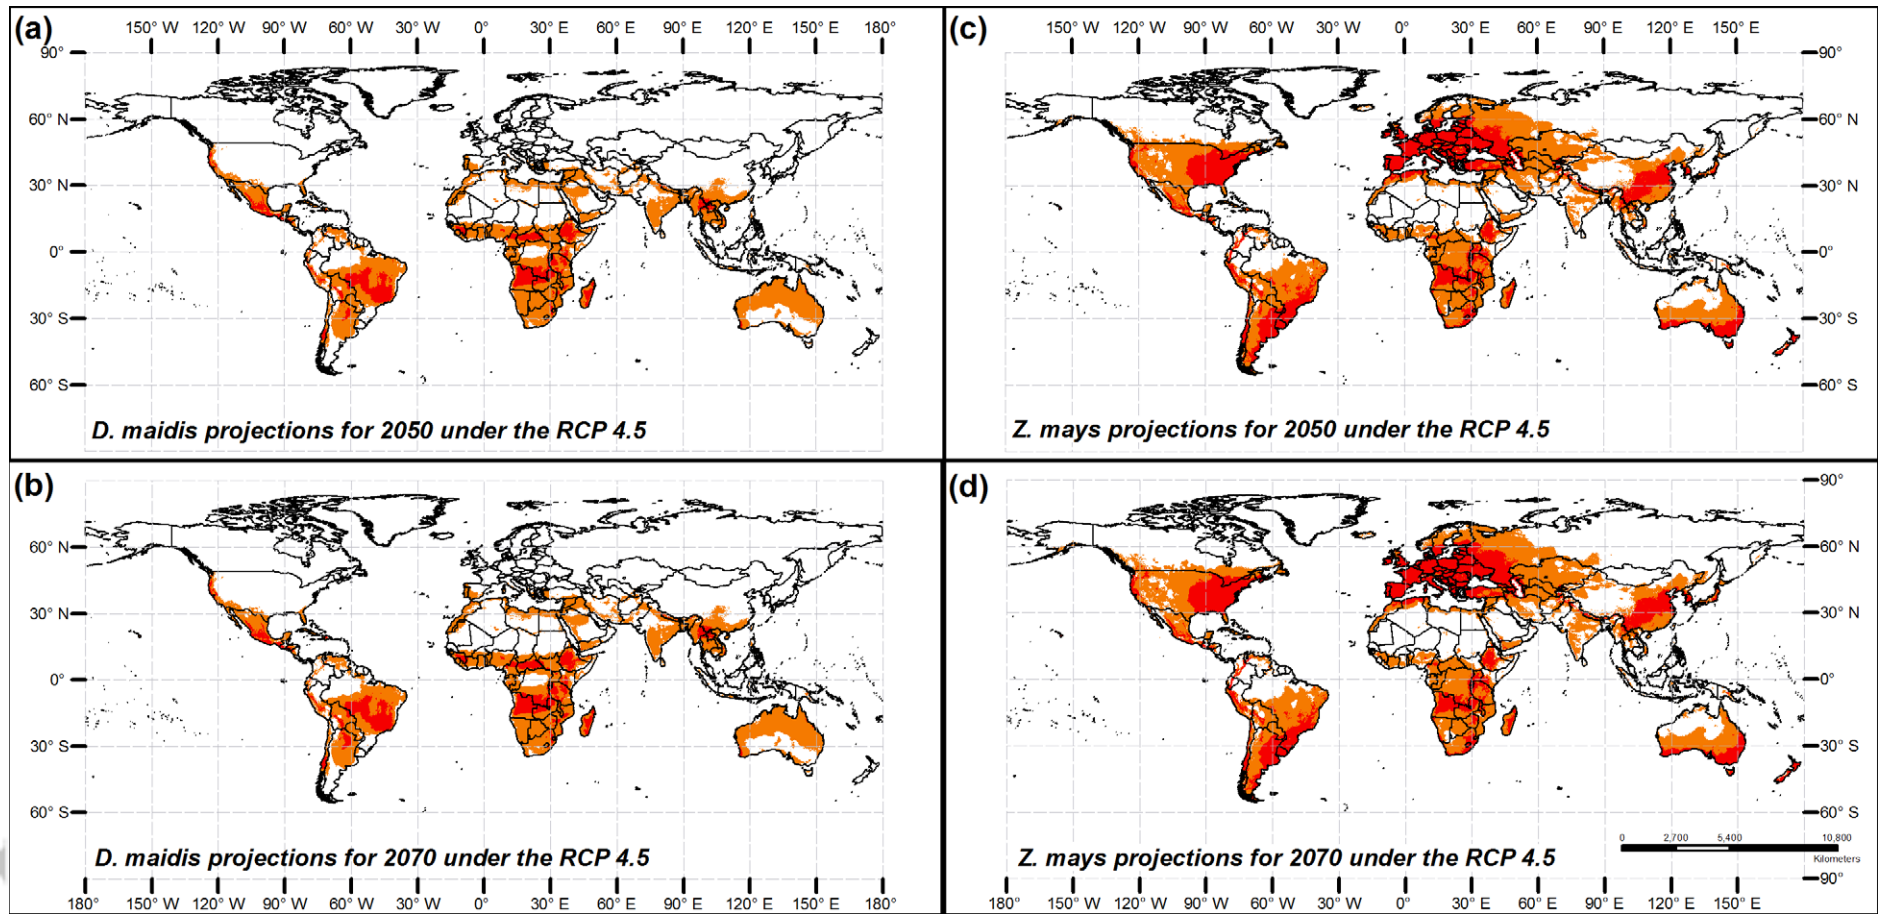 (a)
150° W 120° W 90° W 60° W 30° W 0° 30° E 60° E 90° E 120° E 150° E 180°
90°
60° N
30° N
0°
30° S
60° S
D. maidis projections for 2050 under the RCP 4.5
(c)
150° W 120° W 90° W 60° W 30° W 0° 30° E 60° E 90° E 120° E 150° E
90°
60° N
30° N
0°
30° S
60° S
Z. mays projections for 2050 under the RCP 4.5
(b)
60° N
30° N
0°
30° S
60° S
D. maidis projections for 2070 under the RCP 4.5
180° 150° W 120° W 90° W 60° W 30° W 0° 30° E 60° E 90° E 120° E 150° E 180°
(d)
90°
60° N
30° N
0°
30° S
60° S
90°
0 2,700 5,400 10,800
Kilometers
Z. mays projections for 2070 under the RCP 4.5
180° 150° W 120° W 90° W 60° W 30° W 0° 30° E 60° E 90° E 120° E 150° E